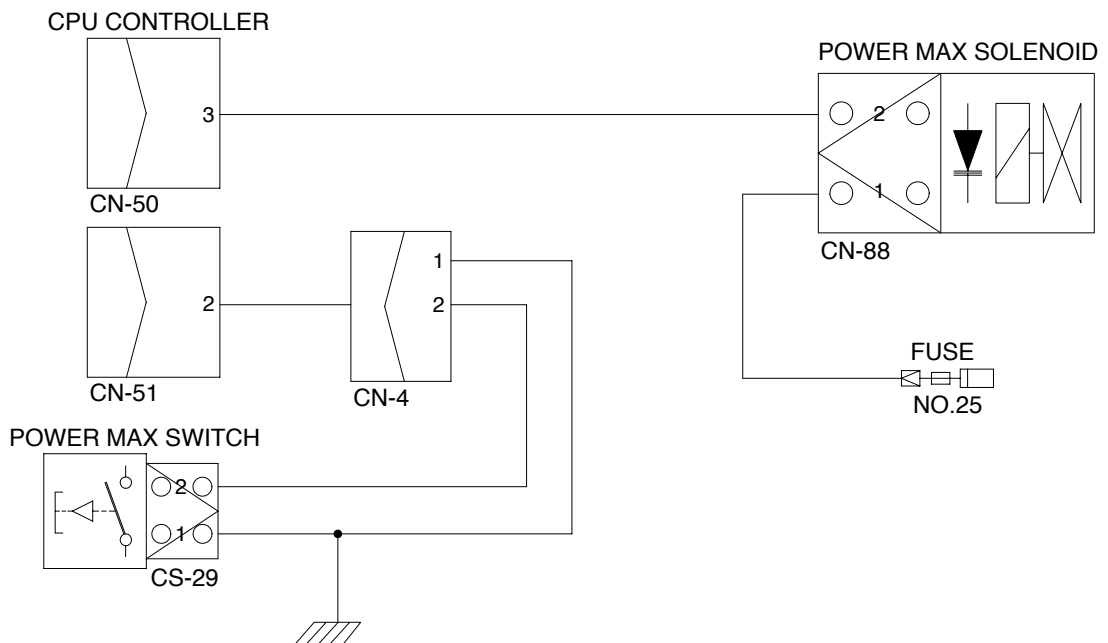 CPU CONTROLLER
3
CN-50
POWER MAX SOLENOID
2
1
CN-88
2
CN-51
1
2
CN-4
FUSE
NO.25
POWER MAX SWITCH
2
1
CS-29